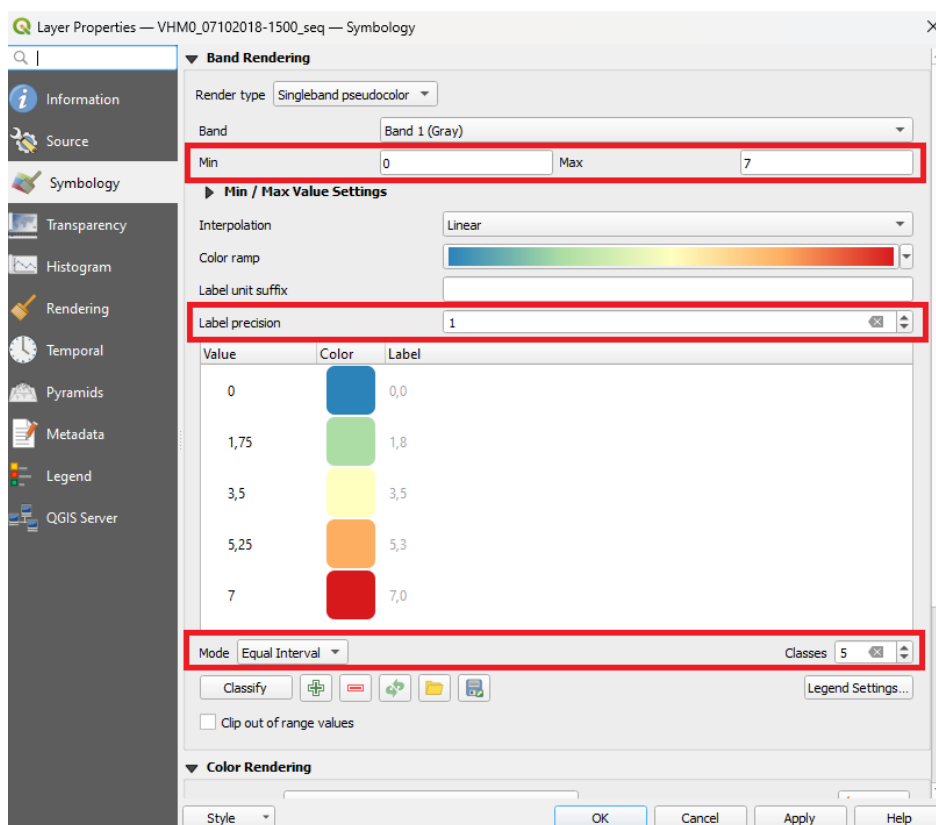 Layer Properties — VHM0_07102018-1500_seq — Symbology
Information
Source
Symbology
Transparency
Histogram
Rendering
Temporal
Pyramids
Metadata
Legend
QGIS Server
Band Rendering
Render type Singleband pseudocolor
Band Band 1 (Gray)
Min 0 Max 7
Min / Max Value Settings
Interpolation Linear
Color ramp
Label unit suffix
Label precision 1
Value Color Label
0 0,0
1,75 1,8
3,5 3,5
5,25 5,3
7 7,0
Mode Equal Interval Classes 5
Classify Legend Settings...
Clip out of range values
Color Rendering
Style OK Cancel Apply Help